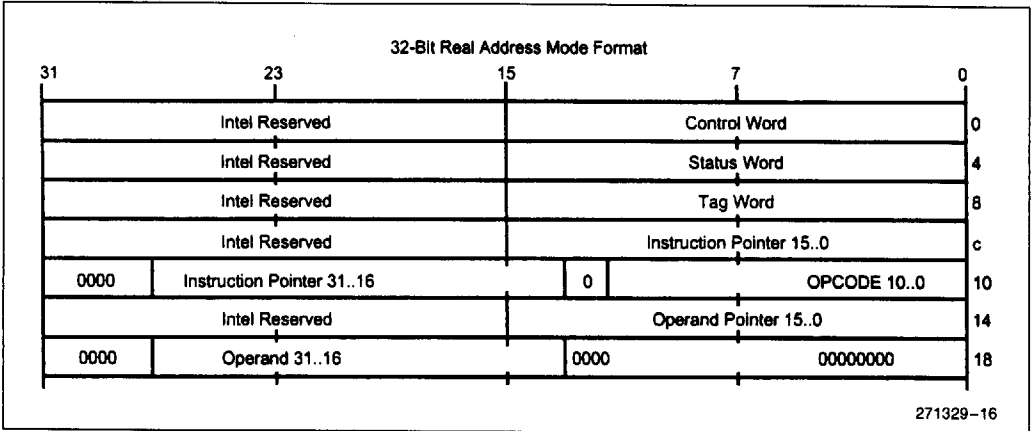 32-Bit Real Address Mode Format
31 23 15 7 0
Intel Reserved Control Word 0
Intel Reserved Status Word 4
Intel Reserved Tag Word 8
Intel Reserved Instruction Pointer 15..0 c
0000 Instruction Pointer 31..16 0 OPCODE 10..0 10
Intel Reserved Operand Pointer 15..0 14
0000 Operand 31..16 0000 00000000 18
271329-16